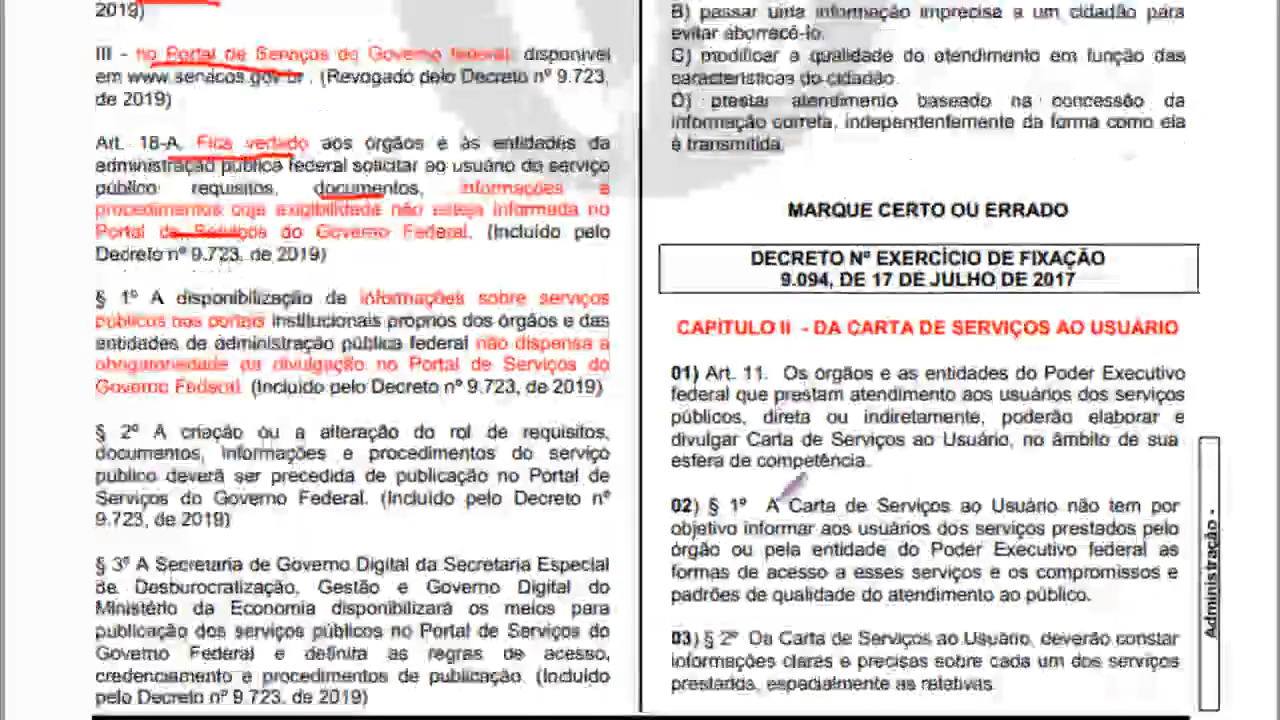 2019)
III - no Portal de Serviços do Governo federal, disponível
em www.servicos.gov.br . (Revogado pelo Decreto nº 9.723,
de 2019)
Art. 18-A. Fica vedado aos órgãos e às entidades da
administração pública federal solicitar ao usuário do serviço
público requisitos, documentos, informações e
procedimentos cuja exigibilidade não esteja informada no
Portal de Serviços do Governo Federal. (Incluído pelo
Decreto nº 9.723, de 2019)
§ 1º A disponibilização de informações sobre serviços
públicos nos portais institucionais próprios dos órgãos e das
entidades de administração pública federal não dispensa a
obrigatoriedade da divulgação no Portal de Serviços do
Governo Federal. (Incluído pelo Decreto nº 9.723, de 2019)
§ 2º A criação ou a alteração do rol de requisitos,
documentos, informações e procedimentos do serviço
público deverá ser precedida de publicação no Portal de
Serviços do Governo Federal. (Incluído pelo Decreto nº
9.723, de 2019)
§ 3º A Secretaria de Governo Digital da Secretaria Especial
de Desburocratização, Gestão e Governo Digital do
Ministério da Economia disponibilizará os meios para
publicação dos serviços públicos no Portal de Serviços do
Governo Federal e definirá as regras de acesso,
credenciamento e procedimentos de publicação. (Incluído
pelo Decreto nº 9.723, de 2019)
B) passar uma informação imprecisa a um cidadão para
evitar aborrecê-lo.
C) modificar a qualidade do atendimento em função das
características do cidadão.
D) prestar atendimento baseado na concessão da
informação correta, independentemente da forma como ela
é transmitida.
MARQUE CERTO OU ERRADO
DECRETO Nº EXERCÍCIO DE FIXAÇÃO
9.094, DE 17 DE JULHO DE 2017
CAPÍTULO II - DA CARTA DE SERVIÇOS AO USUÁRIO
01) Art. 11. Os orgãos e as entidades do Poder Executivo
federal que prestam atendimento aos usuários dos serviços
públicos, direta ou indiretamente, poderão elaborar e
divulgar Carta de Serviços ao Usuário, no âmbito de sua
esfera de competência.
02) § 1º A Carta de Serviços ao Usuário não tem por
objetivo informar aos usuários dos serviços prestados pelo
órgão ou pela entidade do Poder Executivo federal as
formas de acesso a esses serviços e os compromissos e
padrões de qualidade do atendimento ao público.
03) § 2º Da Carta de Serviços ao Usuário, deverão constar
informações claras e precisas sobre cada um dos serviços
prestados, especialmente as relativas.
Administração -